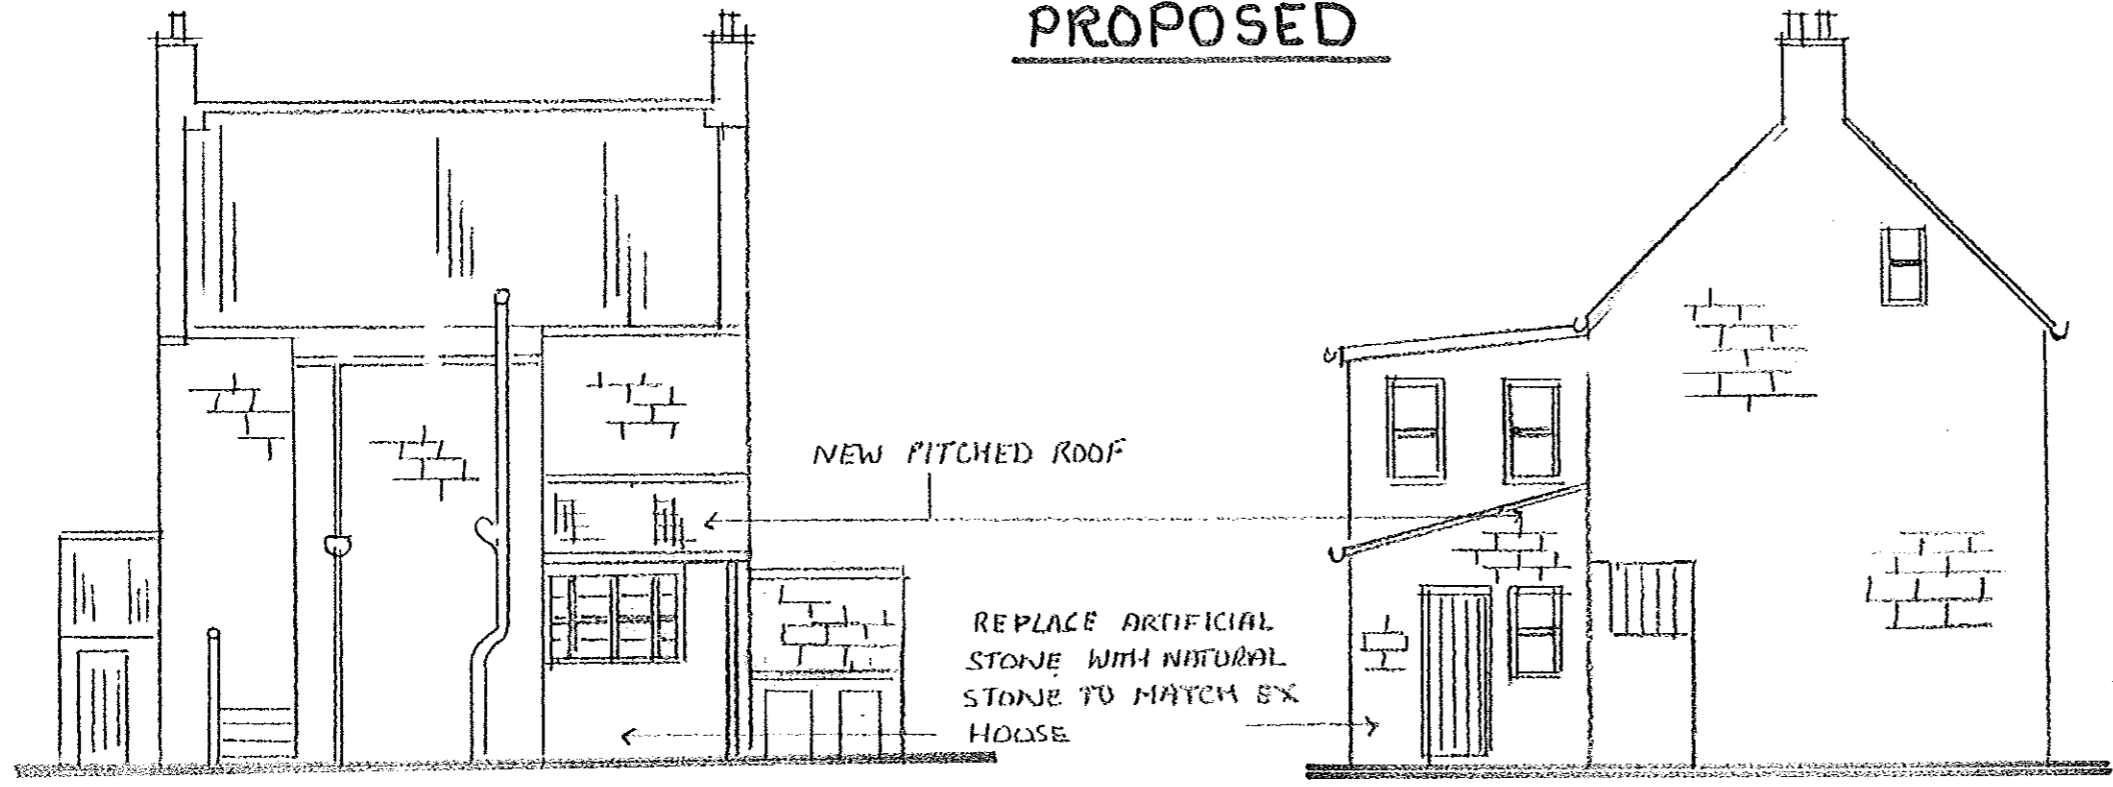 PROPOSED
NEW PITCHED ROOF
REPLACE ARTIFICIAL
STONE WITH NATURAL
STONE TO MATCH EX
HOUSE